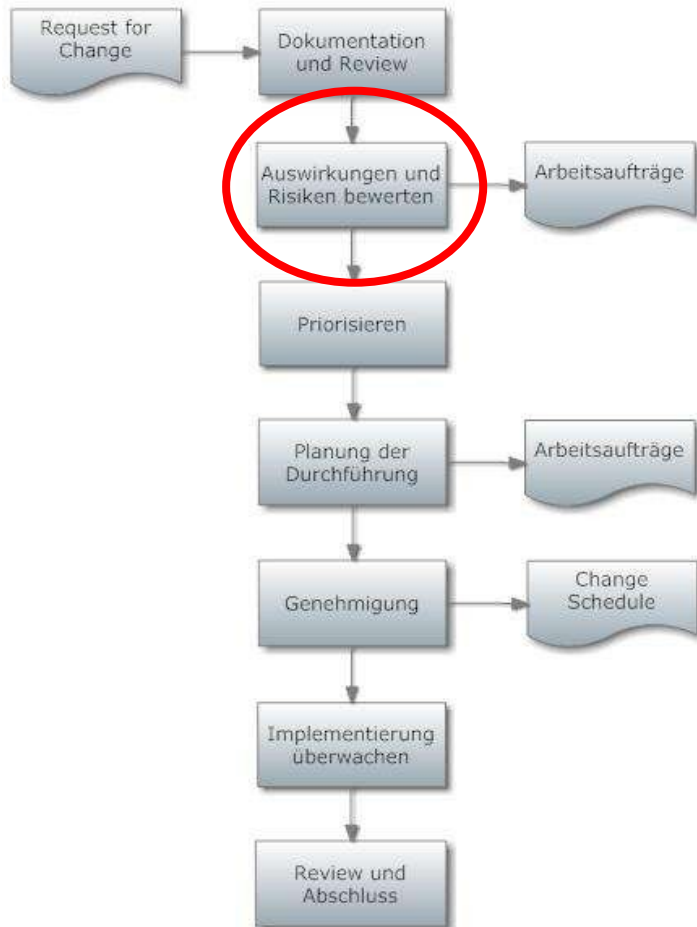 Request for
Change
Dokumentation
und Review
Auswirkungen und
Risiken bewerten
Arbeitsaufträge
Priorisieren
Planung der
Durchführung
Arbeitsaufträge
Genehmigung
Change
Schedule
Implementierung
überwachen
Review und
Abschluss